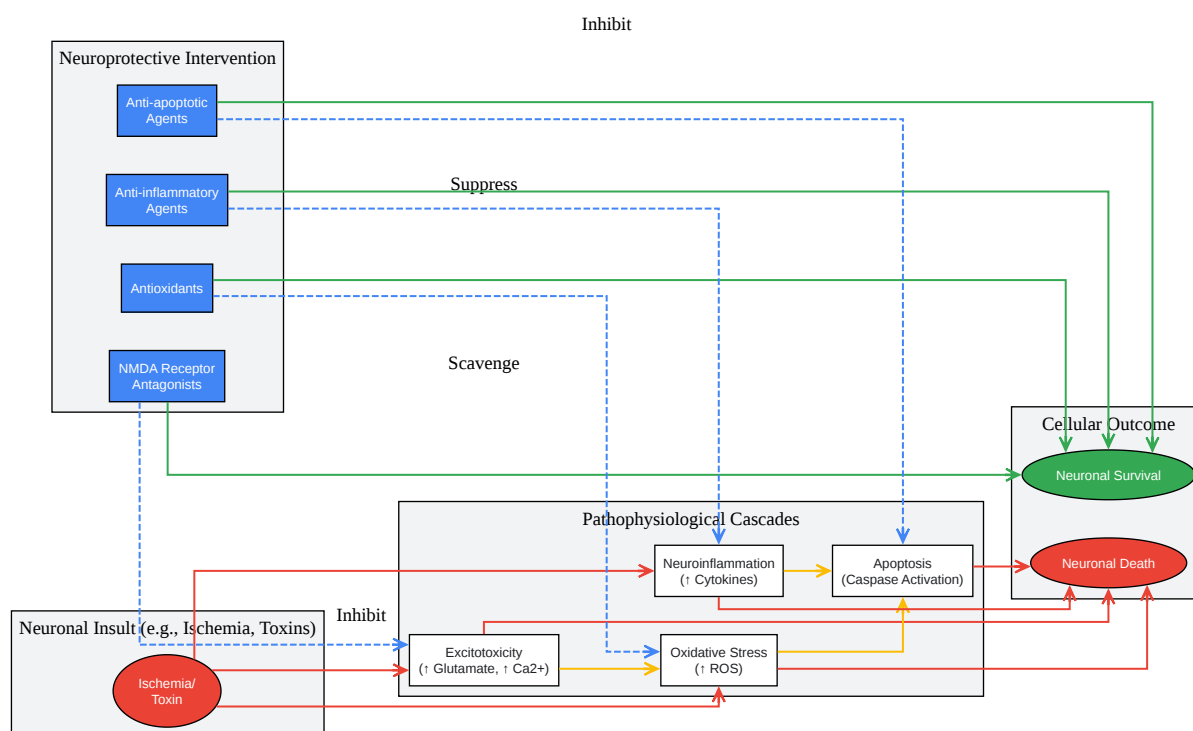 Inhibit
Neuroprotective Intervention
Anti-apoptotic
Agents
Suppress
Anti-inflammatory
Agents
Antioxidants
Scavenge
NMDA Receptor
Antagonists
Cellular Outcome
Neuronal Survival
Pathophysiological Cascades
Neuroinflammation
(↑ Cytokines)
Apoptosis
(Caspase Activation)
Neuronal Death
Inhibit
Neuronal Insult (e.g., Ischemia, Toxins)
Excitotoxicity
(↑ Glutamate, ↑ Ca2+)
Oxidative Stress
(↑ ROS)
Ischemia/
Toxin